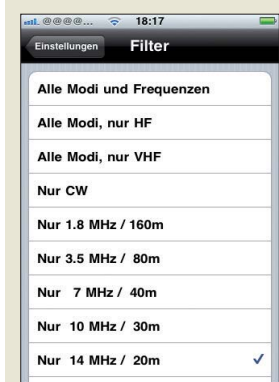 @@@@... 18:17
Einstellungen Filter
Alle Modi und Frequenzen
Alle Modi, nur HF
Alle Modi, nur VHF
Nur CW
Nur 1.8 MHz / 160m
Nur 3.5 MHz / 80m
Nur 7 MHz / 40m
Nur 10 MHz / 30m
Nur 14 MHz / 20m